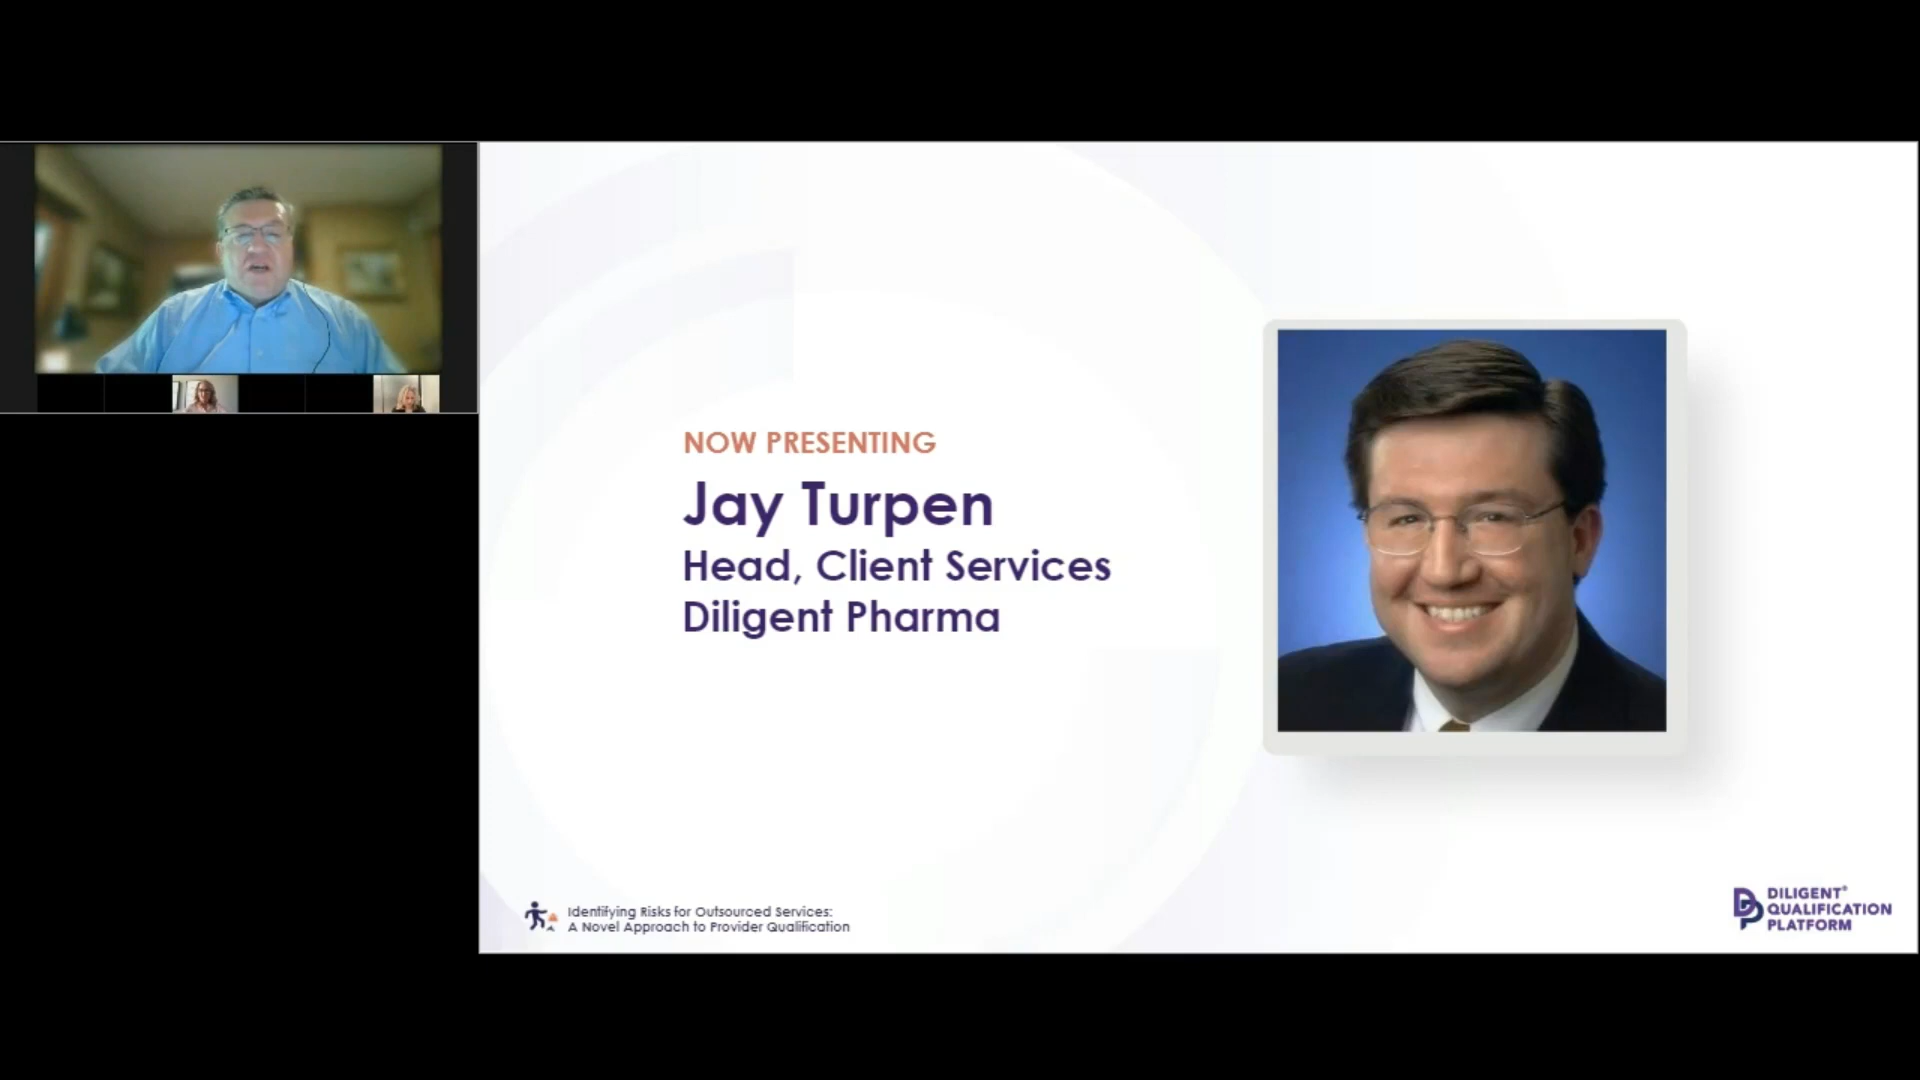 NOW PRESENTING
Jay Turpen
Head, Client Services
Diligent Pharma
Identifying Risks for Outsourced Services:
A Novel Approach to Provider Qualification
DILIGENT®
QUALIFICATION
PLATFORM